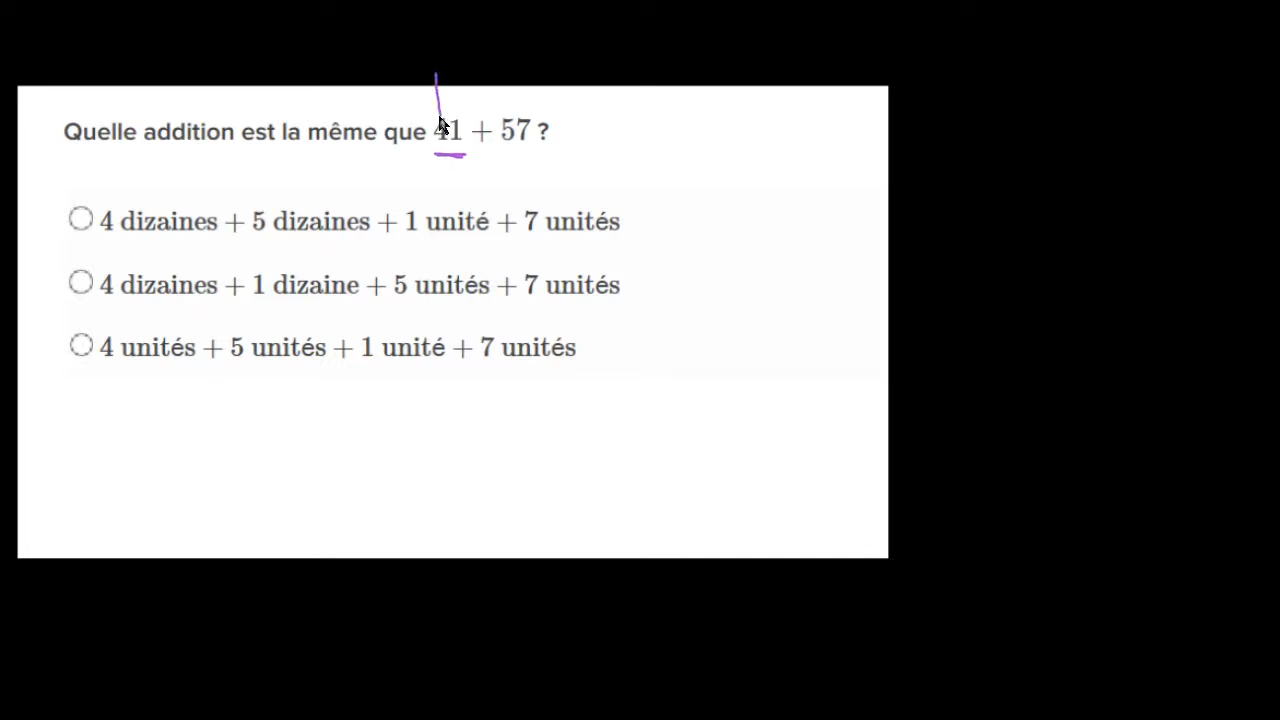 Quelle addition est la même que 41 + 57 ?
4 dizaines + 5 dizaines + 1 unité + 7 unités
4 dizaines + 1 dizaine + 5 unités + 7 unités
4 unités + 5 unités + 1 unité + 7 unités